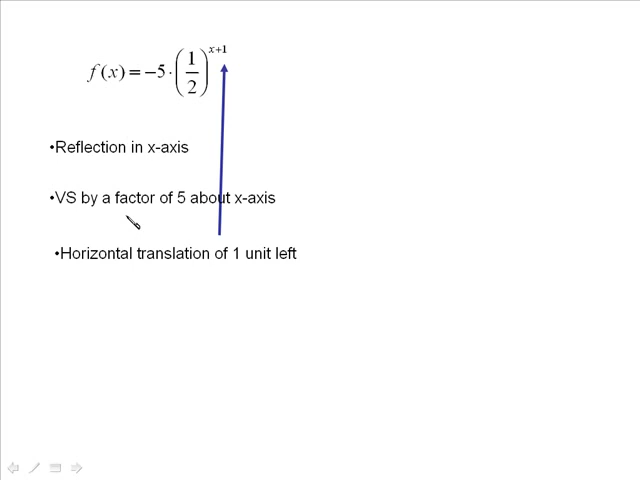 f(x) = −5·(1/2)^(x+1)
•Reflection in x-axis
•VS by a factor of 5 about x-axis
•Horizontal translation of 1 unit left